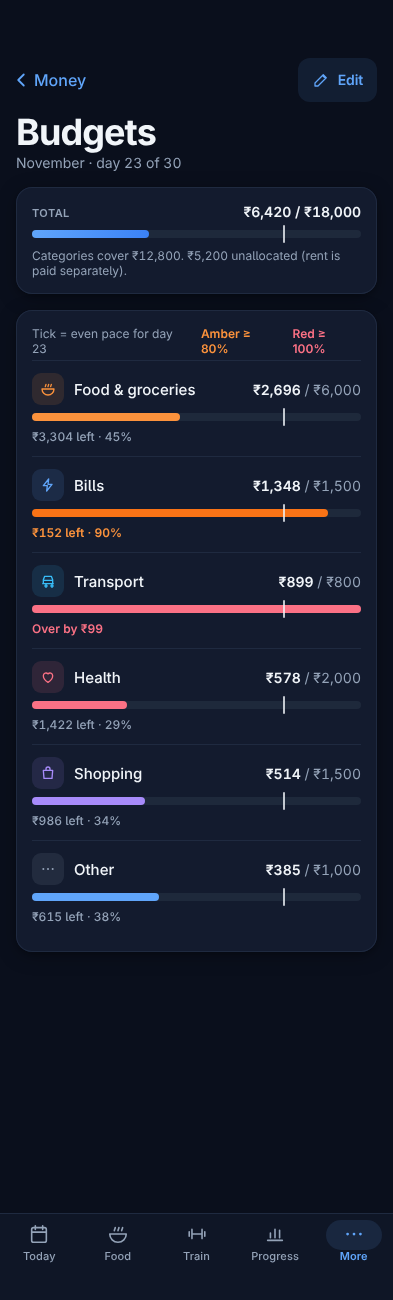 Money
Edit
Budgets
November · day 23 of 30
TOTAL
₹6,420 / ₹18,000
Categories cover ₹12,800. ₹5,200 unallocated (rent is
paid separately).
Tick = even pace for day
23
Amber ≥
80%
Red ≥
100%
Food & groceries
₹2,696 / ₹6,000
₹3,304 left · 45%
Bills
₹1,348 / ₹1,500
₹152 left · 90%
Transport
₹899 / ₹800
Over by ₹99
Health
₹578 / ₹2,000
₹1,422 left · 29%
Shopping
₹514 / ₹1,500
₹986 left · 34%
Other
₹385 / ₹1,000
₹615 left · 38%
Today
Food
Train
Progress
More